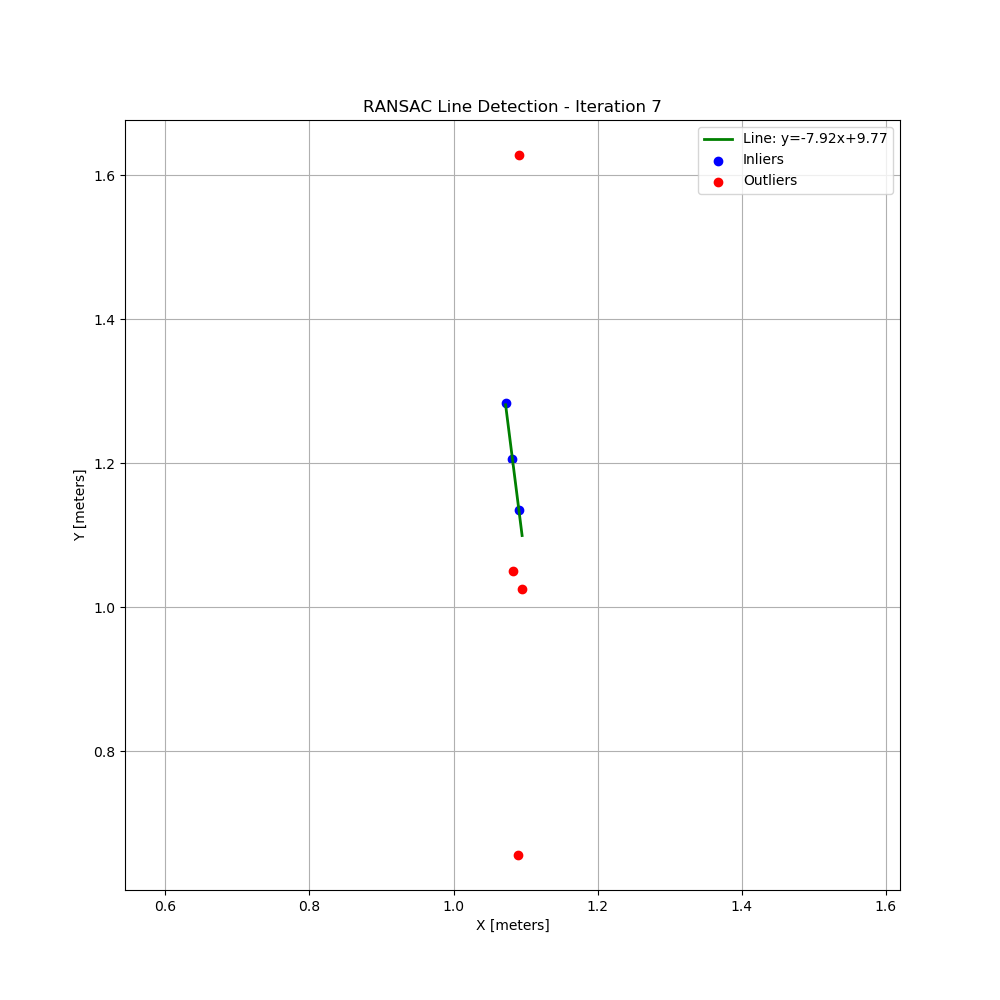 RANSAC Line Detection - Iteration 7
Line: y=-7.92x+9.77
Inliers
Outliers
1.6
1.4
1.2
1.0
0.8
Y [meters]
0.6 0.8 1.0 1.2 1.4 1.6
X [meters]